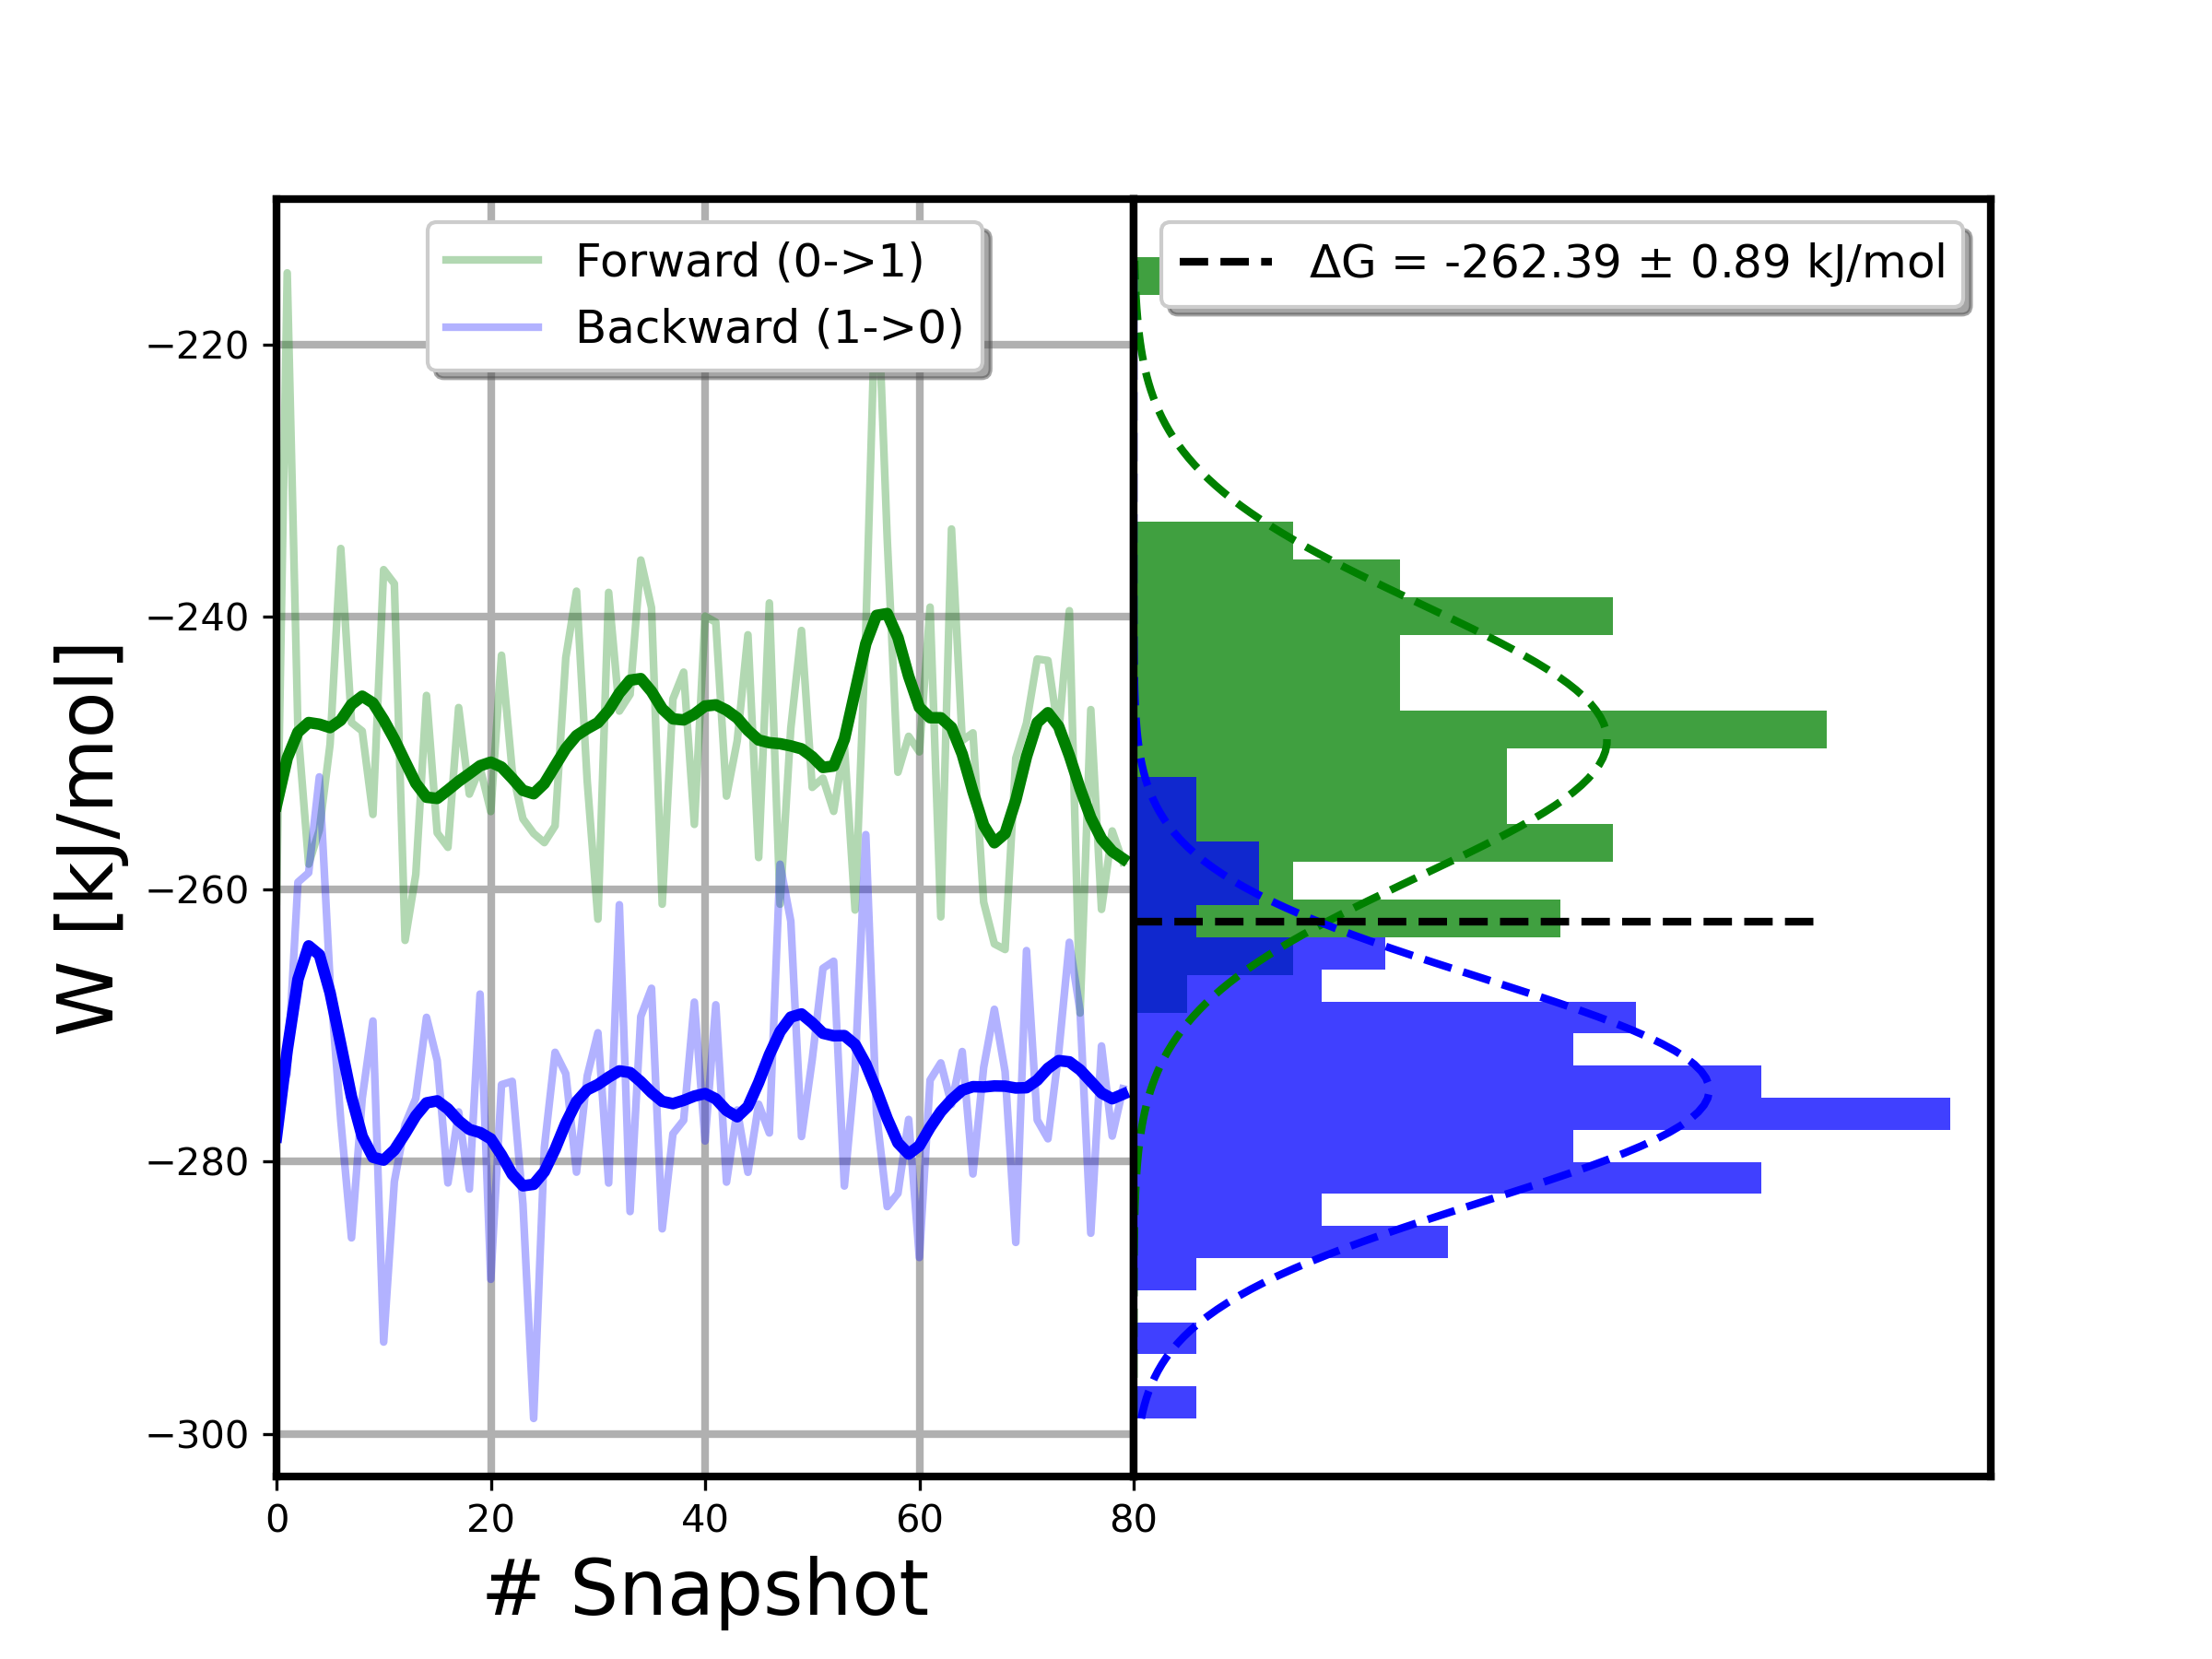 Forward (0->1)
Backward (1->0)
ΔG = -262.39 ± 0.89 kJ/mol
W [kJ/mol]
−220
−240
−260
−280
−300
0 20 40 60 80
# Snapshot